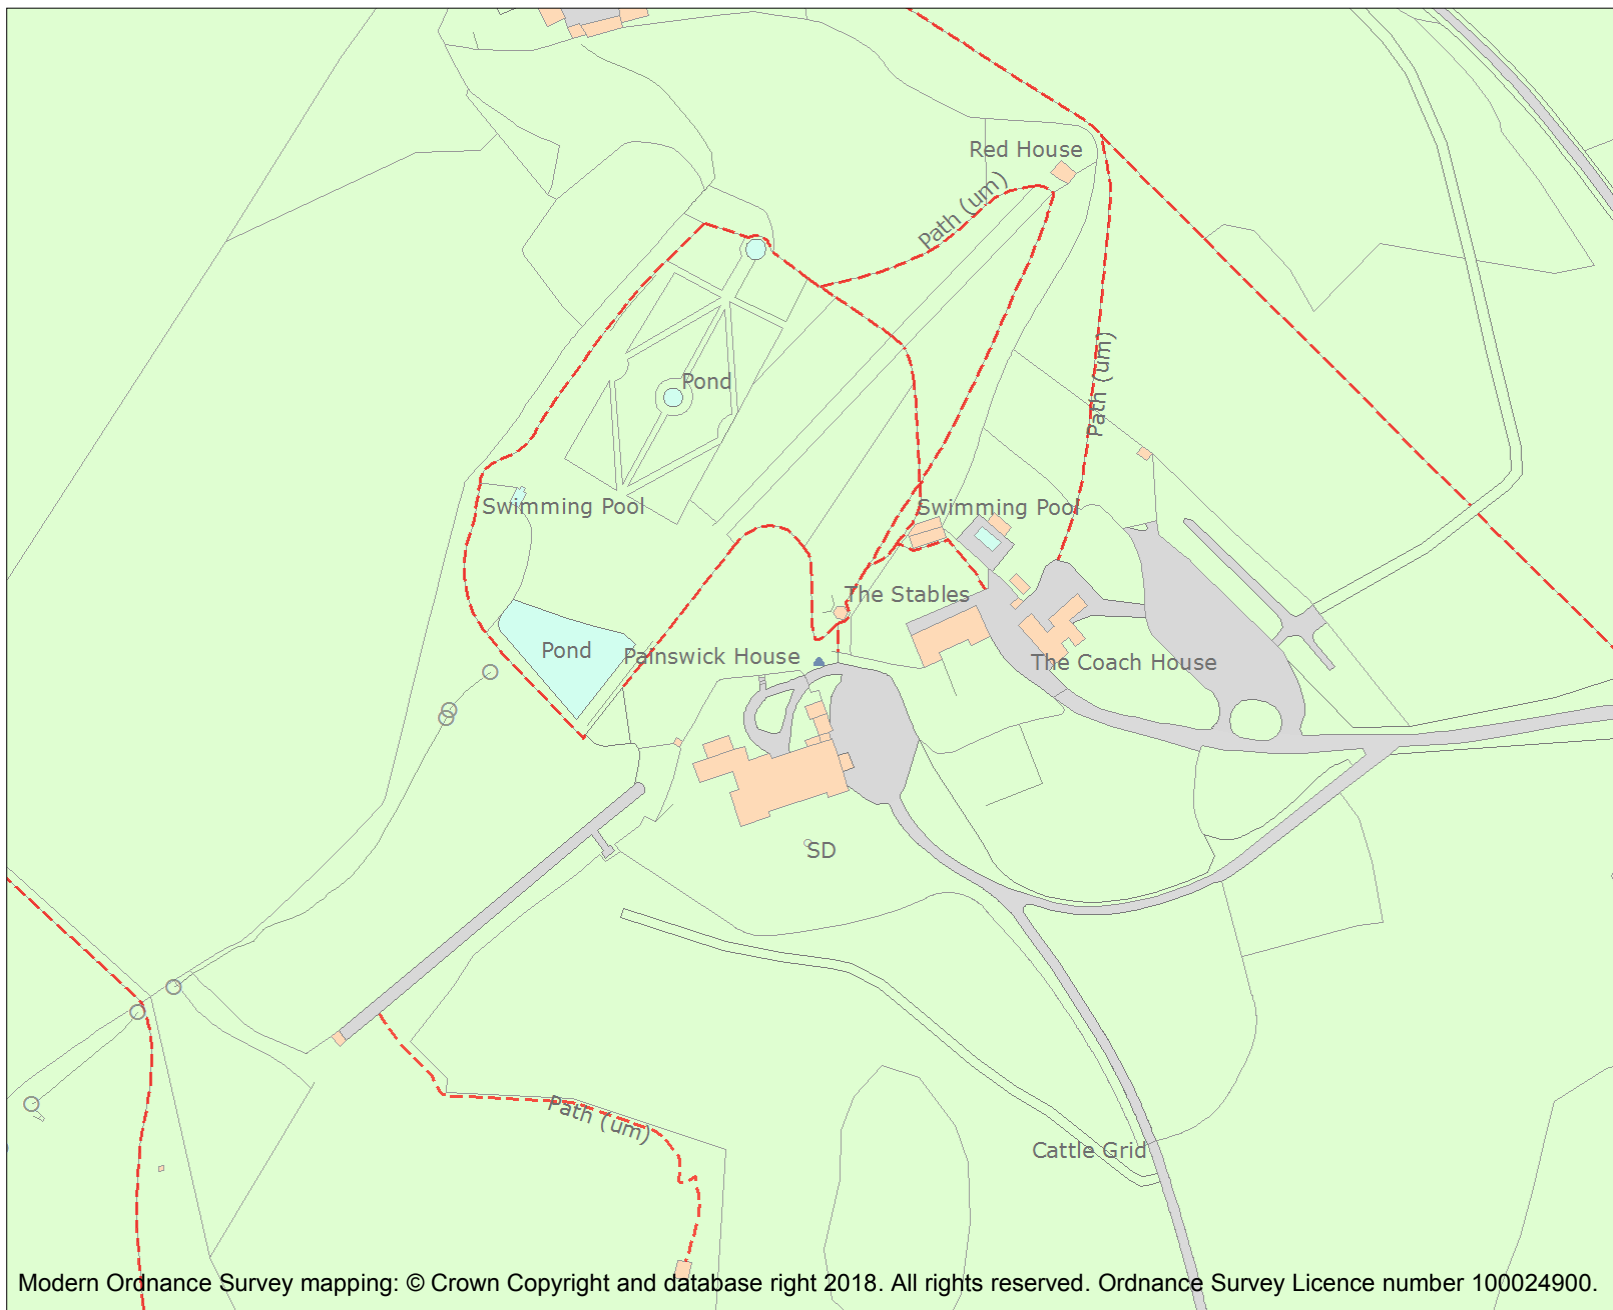 Red House
Path (um)
Path (um)
Pond
Swimming Pool
Swimming Pool
The Stables
Pond
Painswick House
The Coach House
SD
Path (um)
Cattle Grid
Modern Ordnance Survey mapping: © Crown Copyright and database right 2018. All rights reserved. Ordnance Survey Licence number 100024900.